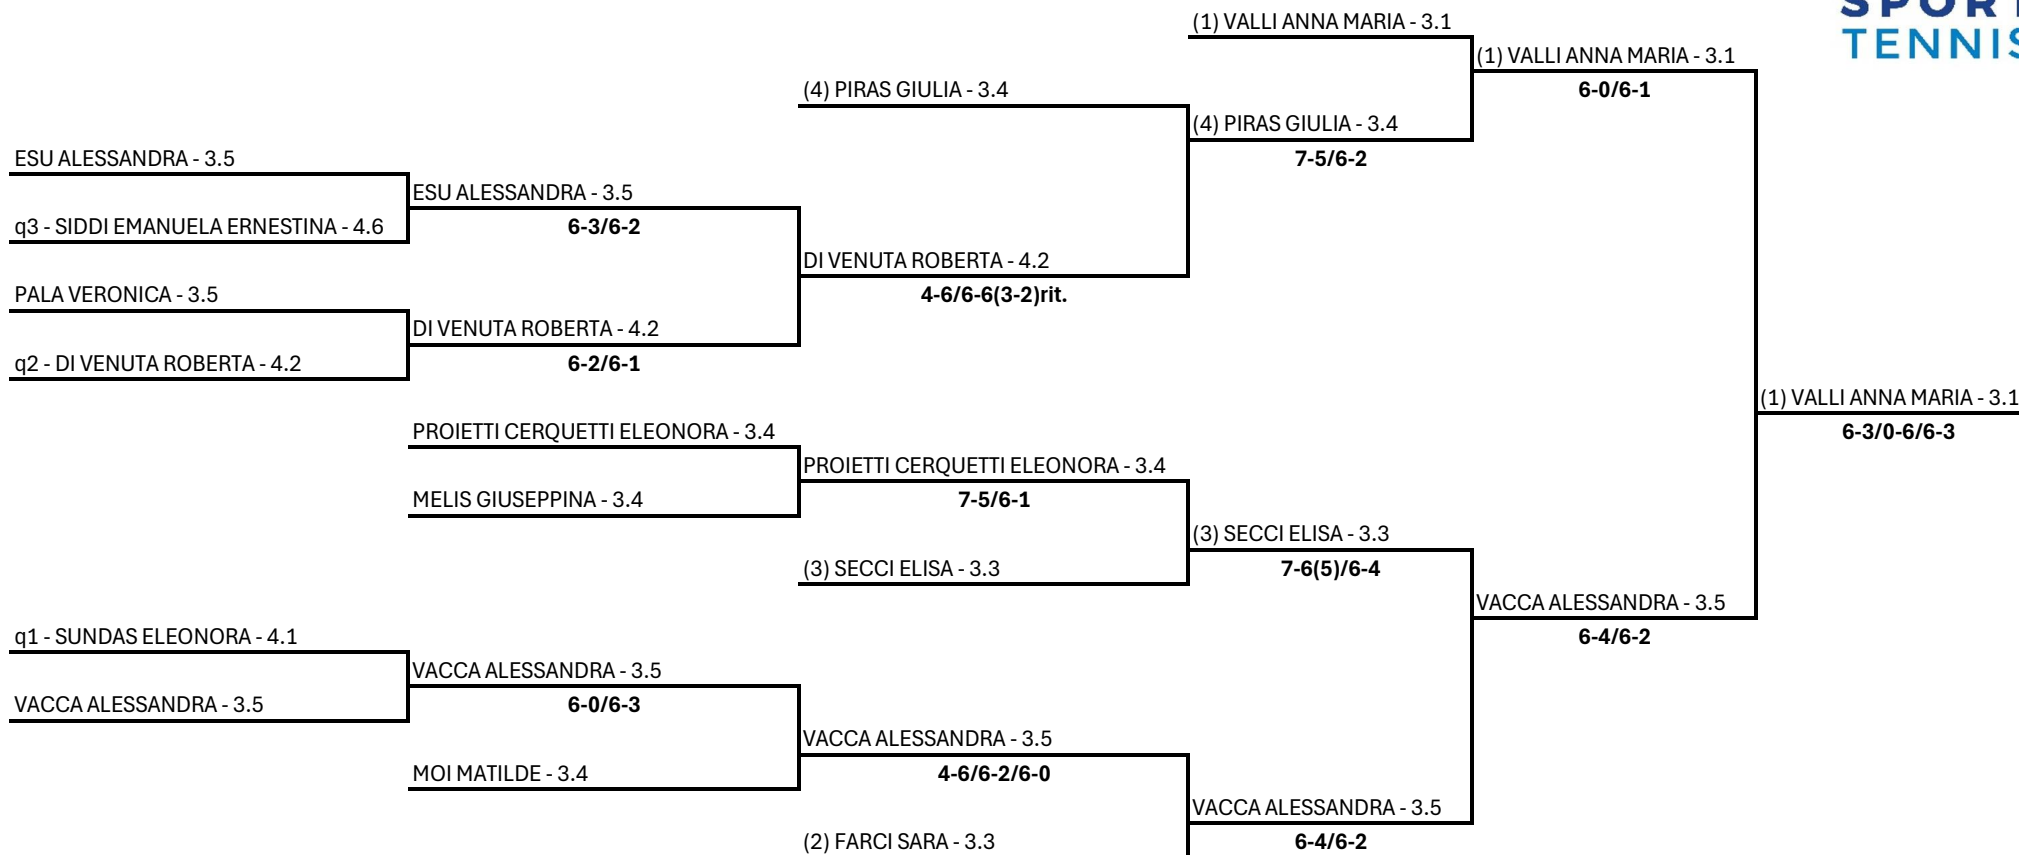 SPORT
TENNIS
(1) VALLI ANNA MARIA - 3.1
(1) VALLI ANNA MARIA - 3.1
6-0/6-1
(4) PIRAS GIULIA - 3.4
(4) PIRAS GIULIA - 3.4
7-5/6-2
ESU ALESSANDRA - 3.5
ESU ALESSANDRA - 3.5
6-3/6-2
q3 - SIDDI EMANUELA ERNESTINA - 4.6
DI VENUTA ROBERTA - 4.2
4-6/6-6(3-2)rit.
PALA VERONICA - 3.5
DI VENUTA ROBERTA - 4.2
6-2/6-1
q2 - DI VENUTA ROBERTA - 4.2
(1) VALLI ANNA MARIA - 3.1
6-3/0-6/6-3
PROIETTI CERQUETTI ELEONORA - 3.4
PROIETTI CERQUETTI ELEONORA - 3.4
7-5/6-1
MELIS GIUSEPPINA - 3.4
(3) SECCI ELISA - 3.3
7-6(5)/6-4
(3) SECCI ELISA - 3.3
VACCA ALESSANDRA - 3.5
6-4/6-2
q1 - SUNDAS ELEONORA - 4.1
VACCA ALESSANDRA - 3.5
6-0/6-3
VACCA ALESSANDRA - 3.5
VACCA ALESSANDRA - 3.5
4-6/6-2/6-0
MOI MATILDE - 3.4
VACCA ALESSANDRA - 3.5
6-4/6-2
(2) FARCI SARA - 3.3